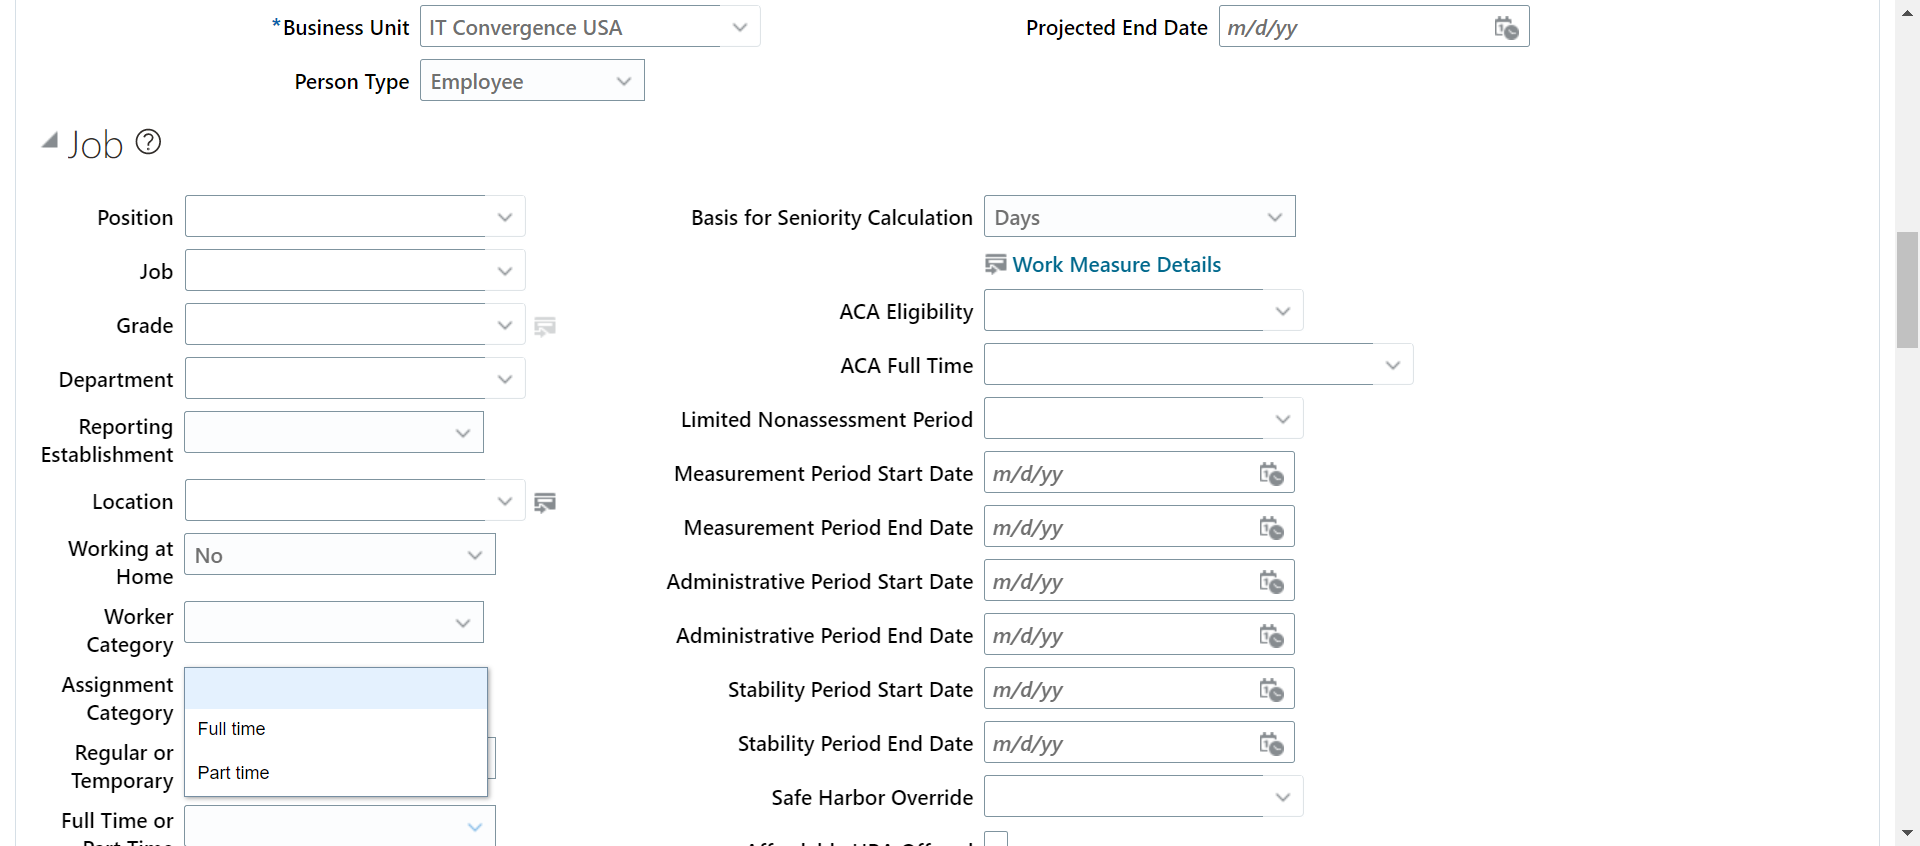 *Business Unit IT Convergence USA
Projected End Date m/d/yy
Person Type Employee
Job ?
Position
Job
Grade
Department
Reporting
Establishment
Location
Working at
Home
No
Worker
Category
Assignment
Category
Full time
Part time
Regular or
Temporary
Full Time or
Part Time
Basis for Seniority Calculation Days
Work Measure Details
ACA Eligibility
ACA Full Time
Limited Nonassessment Period
Measurement Period Start Date m/d/yy
Measurement Period End Date m/d/yy
Administrative Period Start Date m/d/yy
Administrative Period End Date m/d/yy
Stability Period Start Date m/d/yy
Stability Period End Date m/d/yy
Safe Harbor Override